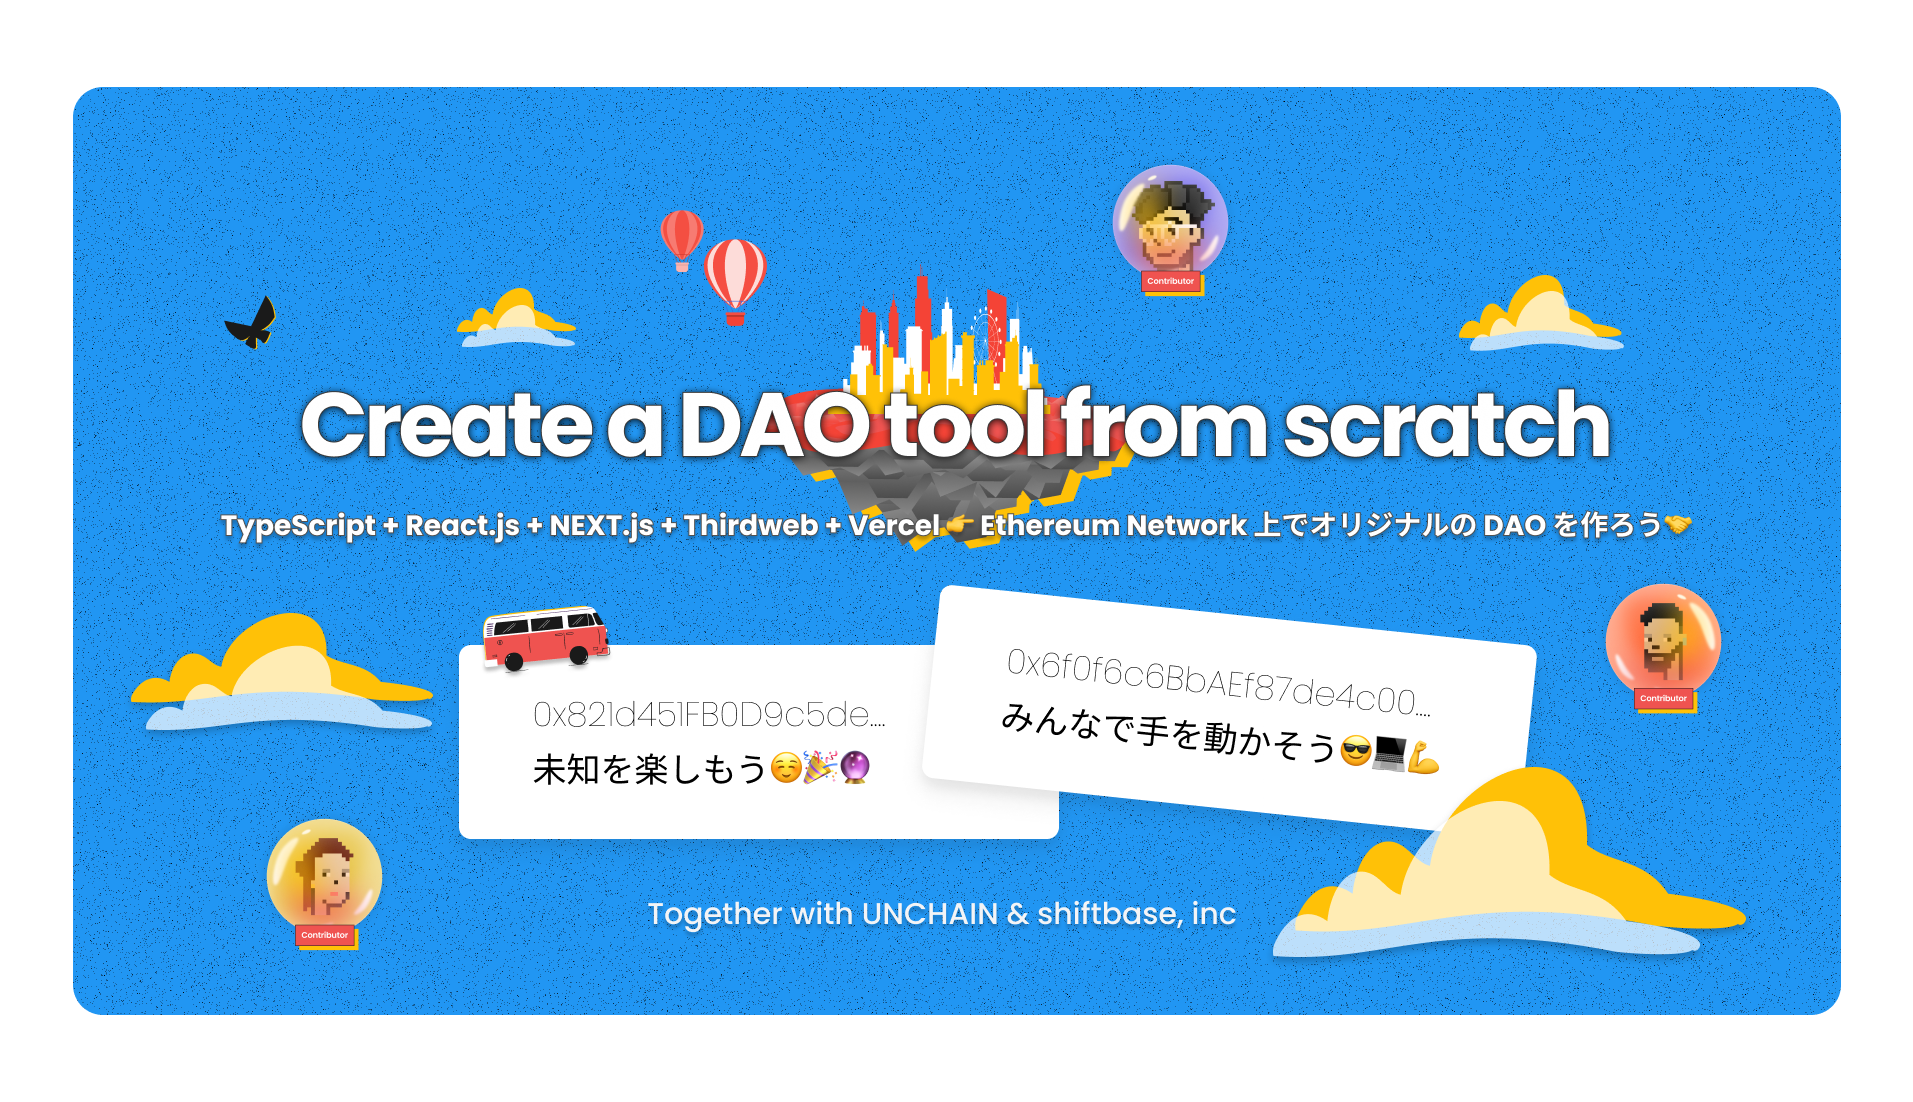 Contributor
Create a DAO tool from scratch
TypeScript + React.js + NEXT.js + Thirdweb + Vercel 👉 Ethereum Network 上でオリジナルの DAO を作ろう🤝
0x6f0f6c6BbAEf87de4c00....
みんなで手を動かそう😎💻💪
Contributor
0x821d451FB0D9c5de....
未知を楽しもう☺️🎉🔮
Contributor
Together with UNCHAIN & shiftbase, inc